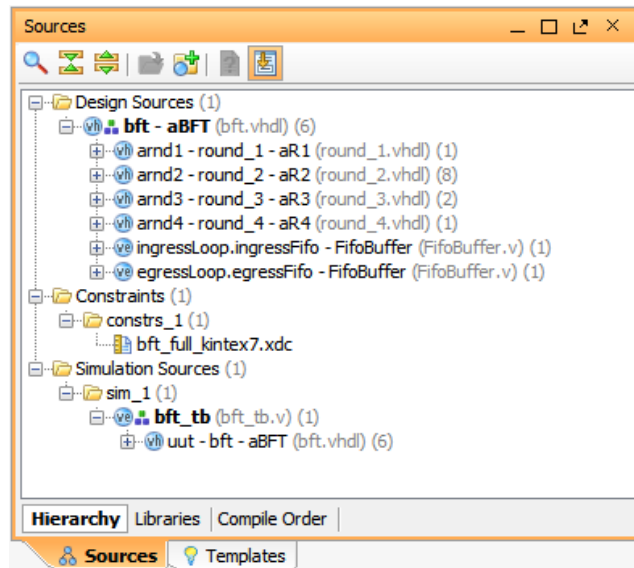 Sources
Design Sources (1)
bft - aBFT (bft.vhdl) (6)
arnd1 - round_1 - aR1 (round_1.vhdl) (1)
arnd2 - round_2 - aR2 (round_2.vhdl) (8)
arnd3 - round_3 - aR3 (round_3.vhdl) (2)
arnd4 - round_4 - aR4 (round_4.vhdl) (1)
ingressLoop.ingressFifo - FifoBuffer (FifoBuffer.v) (1)
egressLoop.egressFifo - FifoBuffer (FifoBuffer.v) (1)
Constraints (1)
constrs_1 (1)
bft_full_kintex7.xdc
Simulation Sources (1)
sim_1 (1)
bft_tb (bft_tb.v) (1)
uut - bft - aBFT (bft.vhdl) (6)
Hierarchy Libraries Compile Order
Sources Templates